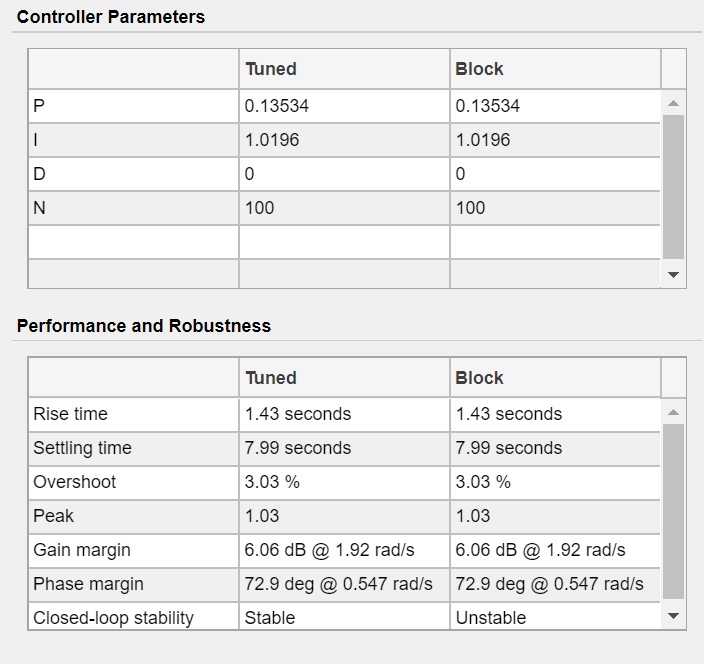 Controller Parameters
Tuned Block
P 0.13534 0.13534
I 1.0196 1.0196
D 0 0
N 100 100
Performance and Robustness
Tuned Block
Rise time 1.43 seconds 1.43 seconds
Settling time 7.99 seconds 7.99 seconds
Overshoot 3.03 % 3.03 %
Peak 1.03 1.03
Gain margin 6.06 dB @ 1.92 rad/s 6.06 dB @ 1.92 rad/s
Phase margin 72.9 deg @ 0.547 rad/s 72.9 deg @ 0.547 rad/s
Closed-loop stability Stable Unstable